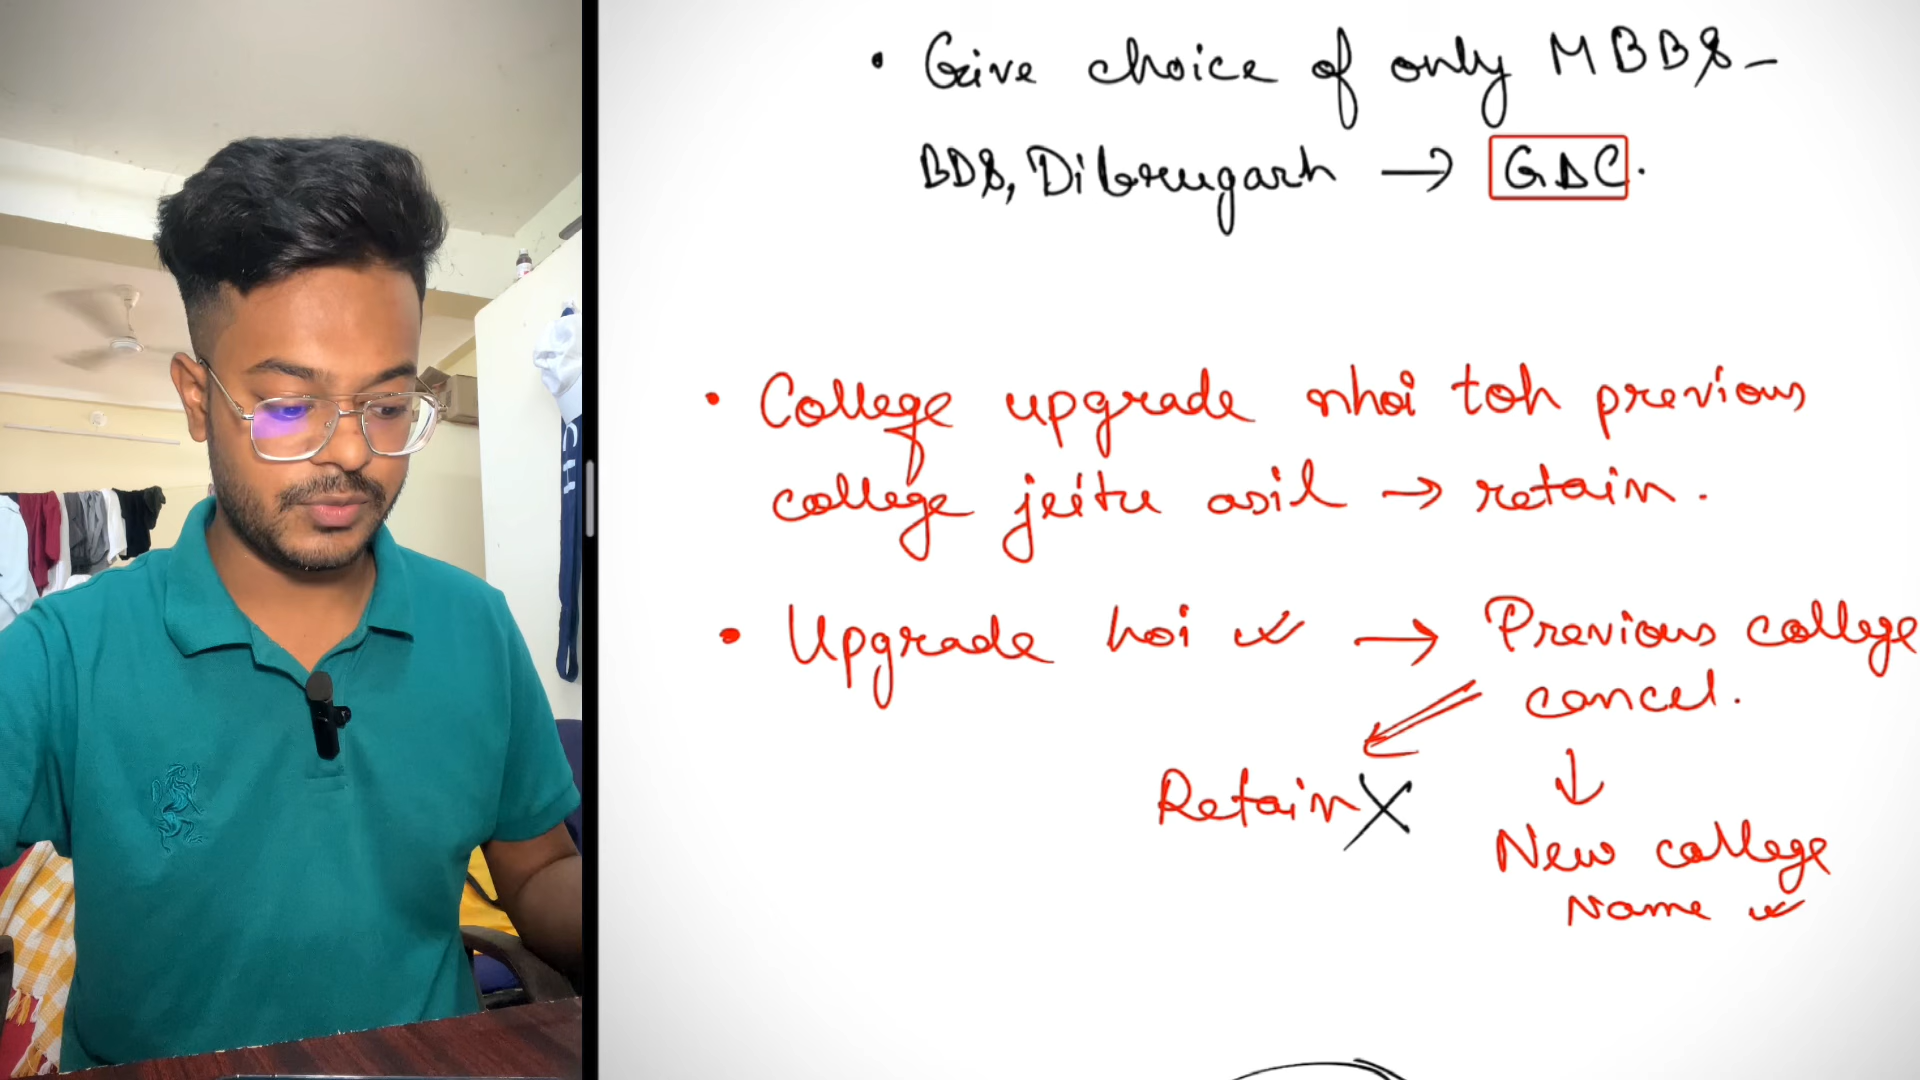 • Give choice of only MBBS -
BDS, Dibrugarh → GDC.
• College upgrade nhoi toh previous
college jeitu asil → retain.
• Upgrade hoi ✓ → Previous college
cancel.
Retain X
↓
New college
Name ✓
CH